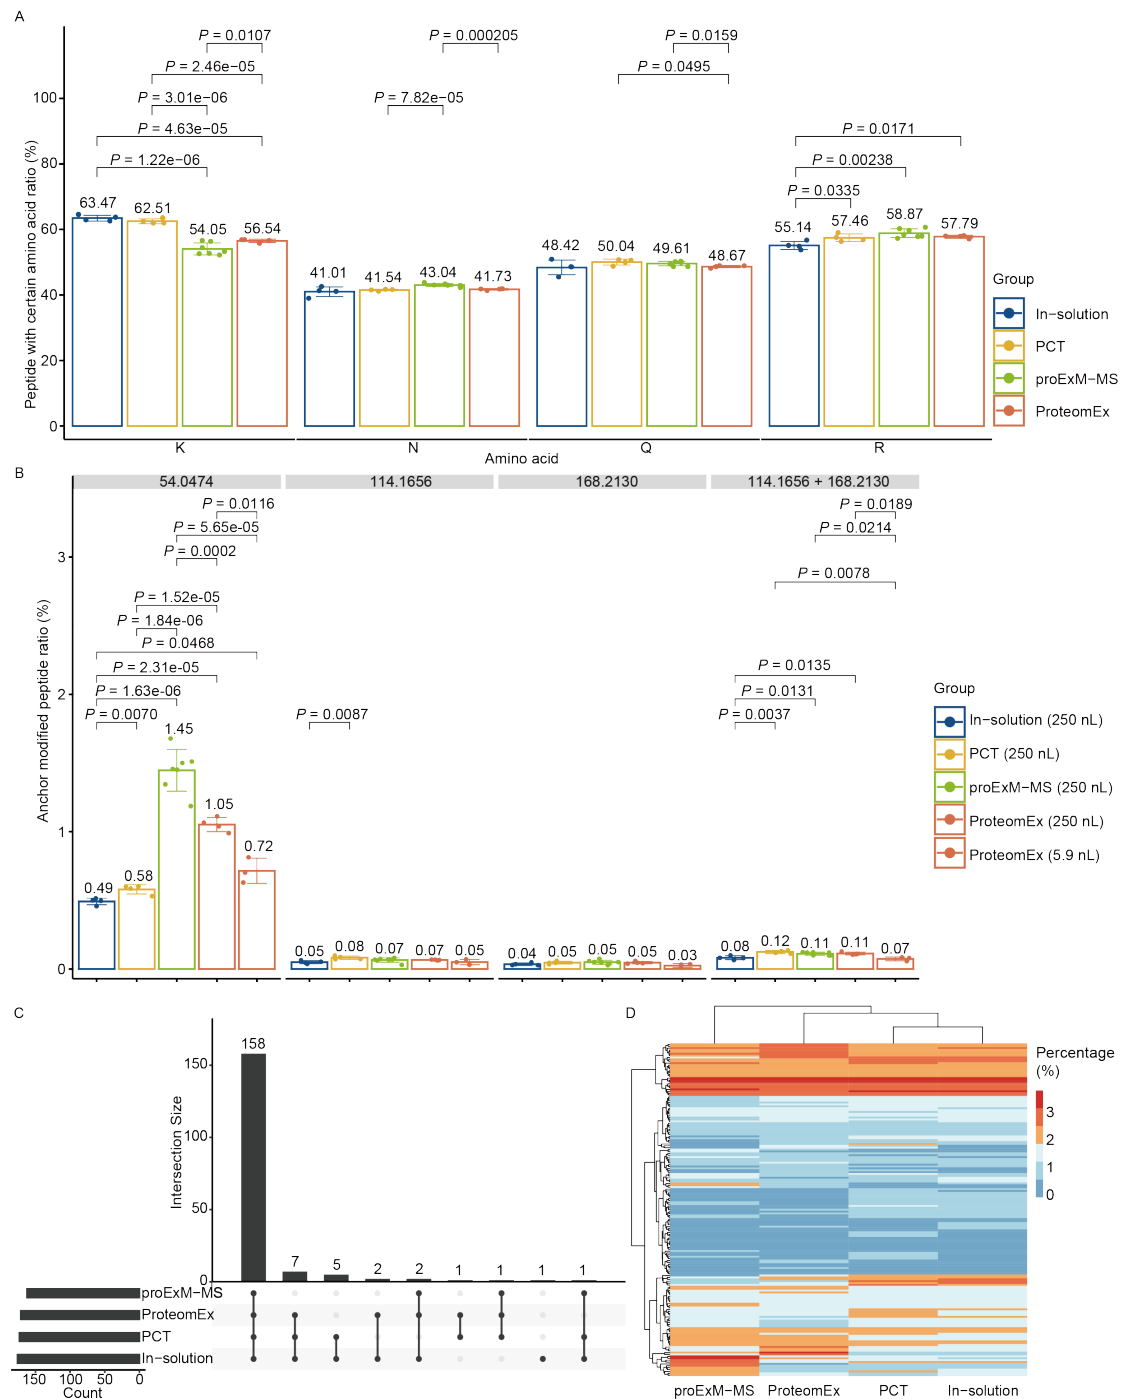 A
P = 0.0107
P = 0.000205
P = 0.0159
P = 2.46e−05
P = 0.0495
100
P = 3.01e−06
P = 7.82e−05
P = 4.63e−05
P = 0.0171
P = 1.22e−06
P = 0.00238
80
P = 0.0335
63.47
62.51
54.05
56.54
41.01
41.54
43.04
41.73
48.42
50.04
49.61
48.67
55.14
57.46
58.87
57.79
60
40
20
0
Peptide with certain amino acid ratio (%)
K
N
Q
R
Amino acid
Group
In−solution
PCT
proExM−MS
ProteomEx
B
54.0474
114.1656
168.2130
114.1656 + 168.2130
P = 0.0116
P = 0.0189
P = 5.65e-05
P = 0.0214
P = 0.0002
3
P = 0.0078
P = 1.52e-05
P = 1.84e-06
P = 0.0468
P = 2.31e-05
P = 0.0135
P = 1.63e-06
P = 0.0131
2
P = 0.0070
P = 0.0087
P = 0.0037
1.45
1.05
1
0.72
0.49
0.58
0.05
0.08
0.07
0.07
0.05
0.04
0.05
0.05
0.05
0.03
0.08
0.12
0.11
0.11
0.07
0
Anchor modified peptide ratio (%)
Group
In−solution (250 nL)
PCT (250 nL)
proExM−MS (250 nL)
ProteomEx (250 nL)
ProteomEx (5.9 nL)
C
158
150
100
50
0
Intersection Size
7
5
2
2
1
1
1
1
proExM−MS
ProteomEx
PCT
In−solution
150
100
50
0
Count
D
Percentage
(%)
3
2
1
0
proExM−MS
ProteomEx
PCT
In−solution